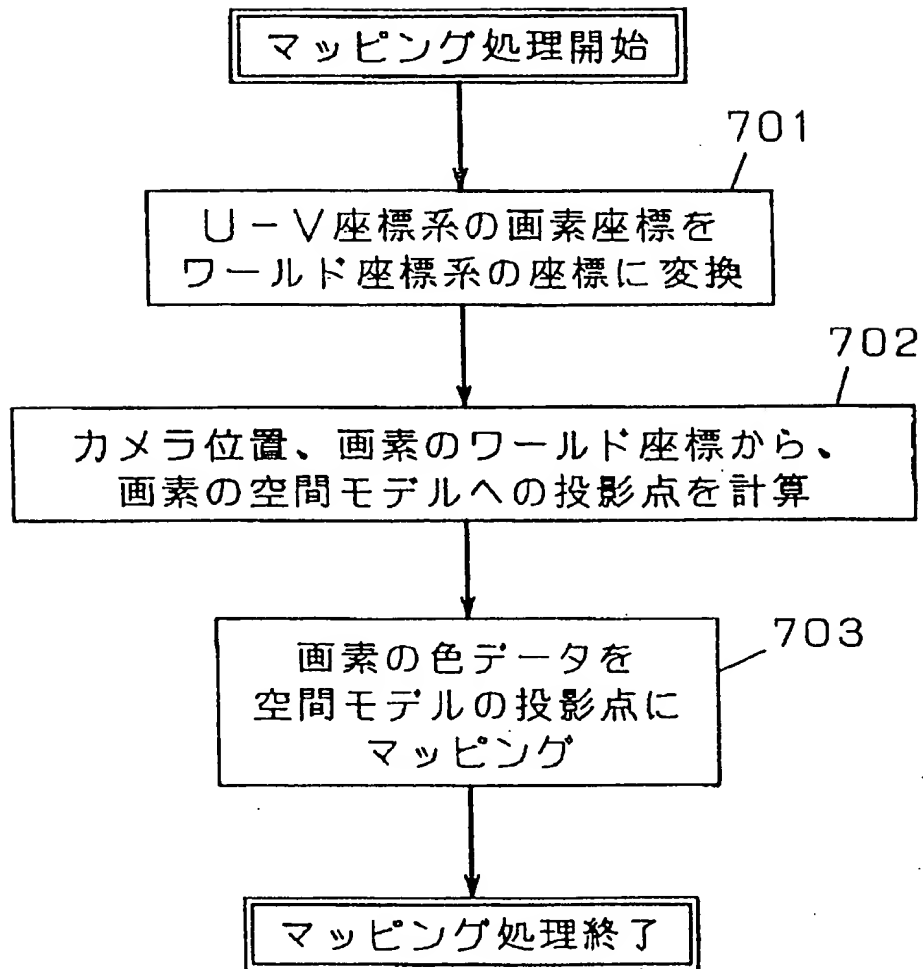 マッピング処理開始
701
U－V座標系の画素座標を
ワールド座標系の座標に変換
702
カメラ位置、画素のワールド座標から、
画素の空間モデルへの投影点を計算
703
画素の色データを
空間モデルの投影点に
マッピング
マッピング処理終了